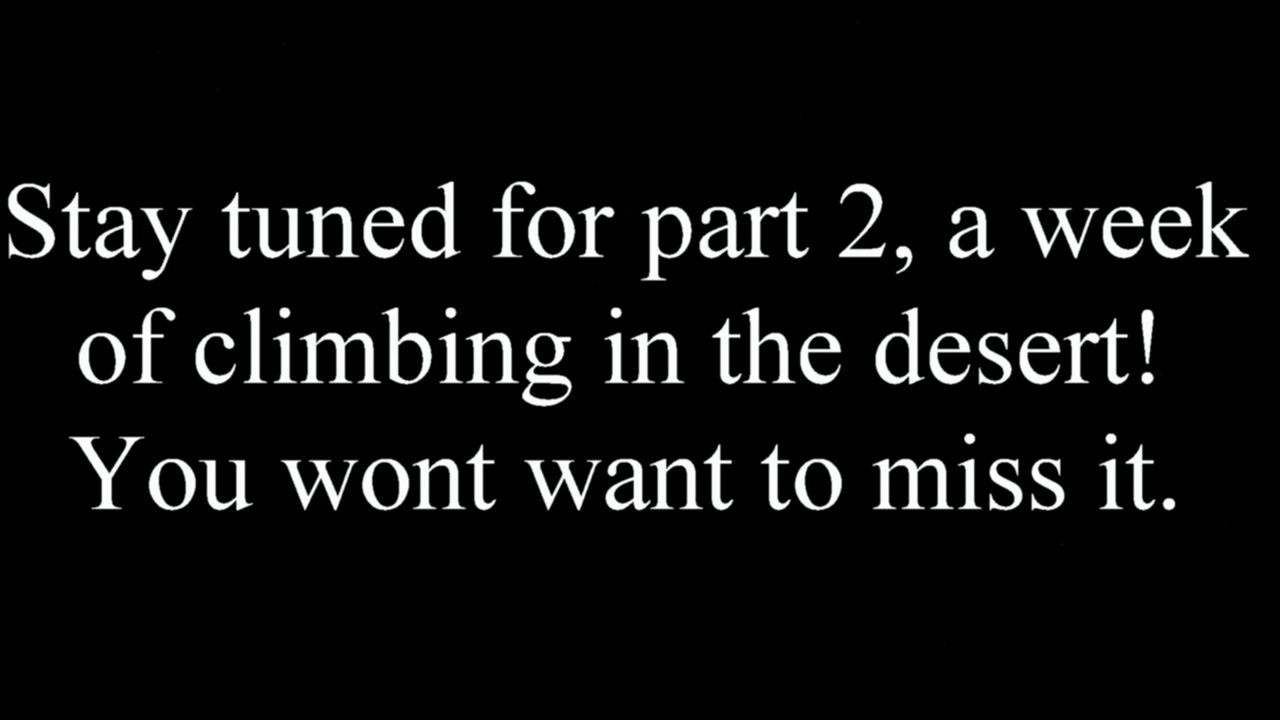 Stay tuned for part 2, a week
of climbing in the desert!
You wont want to miss it.